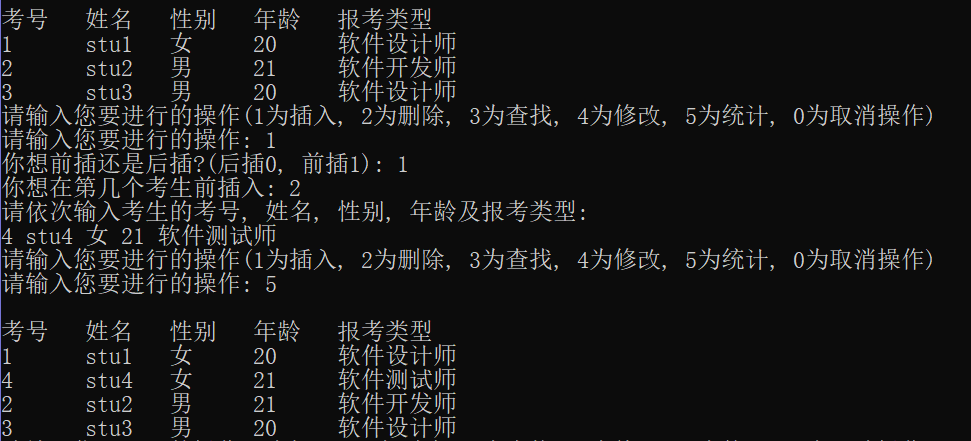 考号 姓名 性别 年龄 报考类型
1 stu1 女 20 软件设计师
2 stu2 男 21 软件开发师
3 stu3 男 20 软件设计师
请输入您要进行的操作(1为插入, 2为删除, 3为查找, 4为修改, 5为统计, 0为取消操作)
请输入您要进行的操作: 1
你想前插还是后插?(后插0, 前插1): 1
你想在第几个考生前插入: 2
请依次输入考生的考号, 姓名, 性别, 年龄及报考类型:
4 stu4 女 21 软件测试师
请输入您要进行的操作(1为插入, 2为删除, 3为查找, 4为修改, 5为统计, 0为取消操作)
请输入您要进行的操作: 5
考号 姓名 性别 年龄 报考类型
1 stu1 女 20 软件设计师
4 stu4 女 21 软件测试师
2 stu2 男 21 软件开发师
3 stu3 男 20 软件设计师